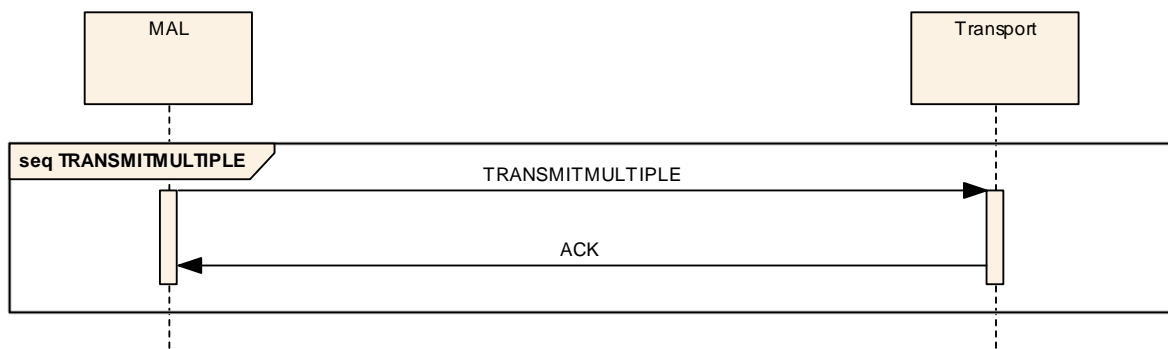 MAL
Transport
seq TRANSMITMULTIPLE
TRANSMITMULTIPLE
ACK